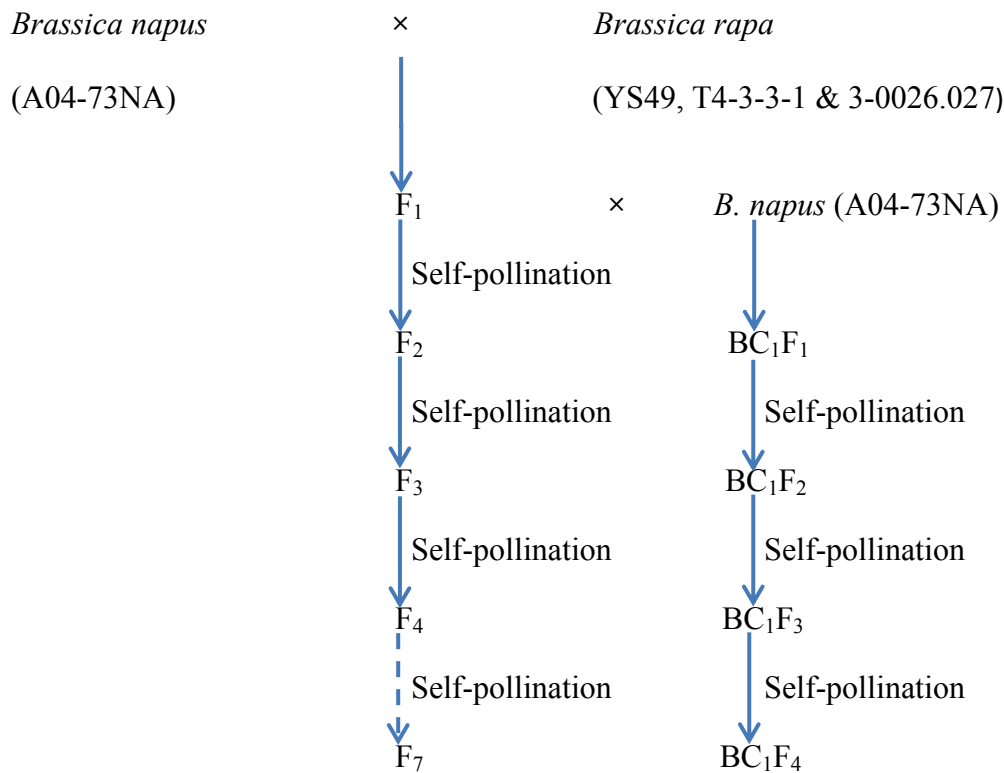 Brassica napus × Brassica rapa
(A04-73NA) (YS49, T4-3-3-1 & 3-0026.027)
F₁ × B. napus (A04-73NA)
Self-pollination
F₂ BC₁F₁
Self-pollination Self-pollination
F₃ BC₁F₂
Self-pollination Self-pollination
F₄ BC₁F₃
Self-pollination Self-pollination
F₇ BC₁F₄